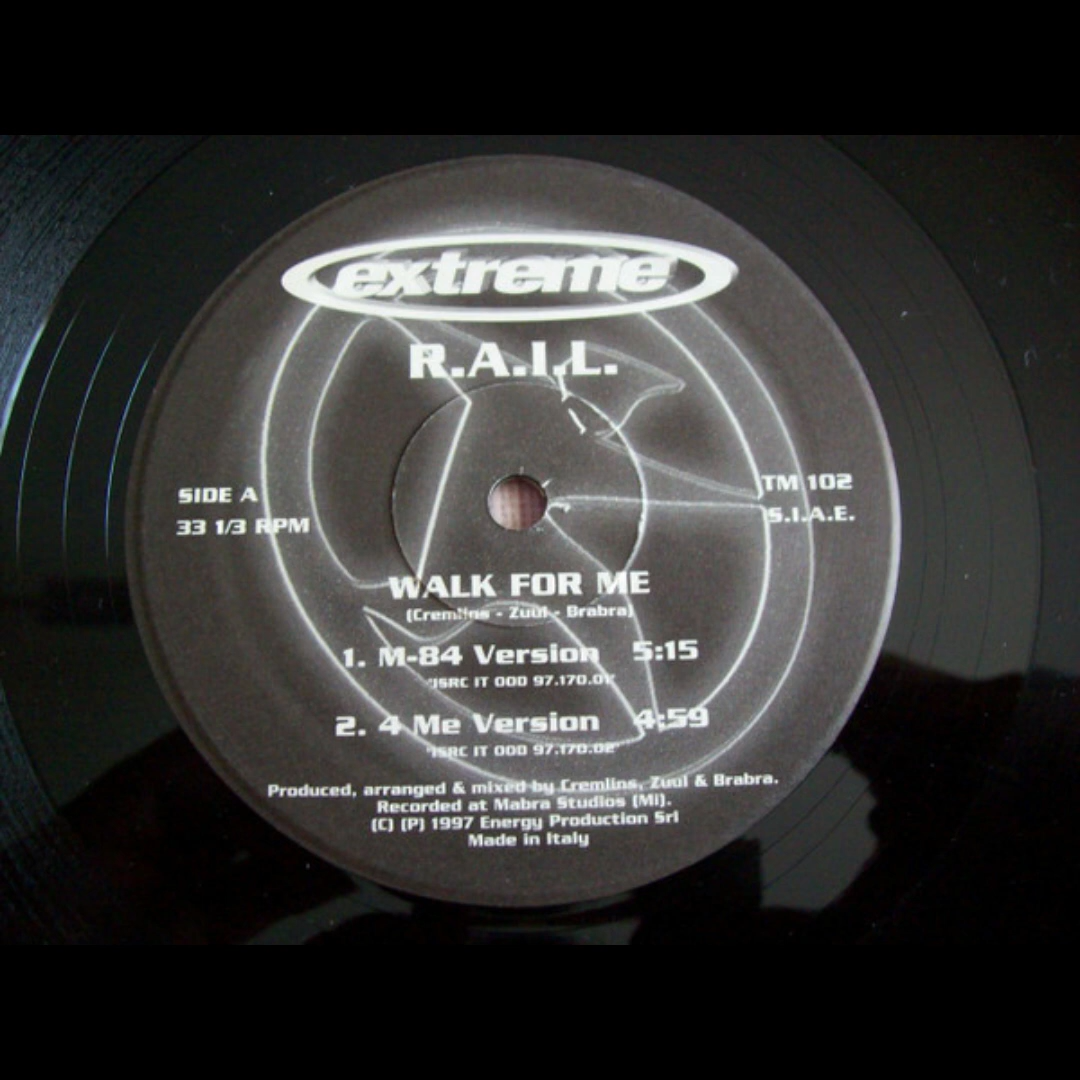 extreme
R.A.I.L.
SIDE A
33 1/3 RPM
TM 102
S.I.A.E.
WALK FOR ME
(Cremlins - Zuul - Brabra)
1. M-84 Version 5:15
"ISRC IT 00D 97.170.01"
2. 4 Me Version 4:59
"ISRC IT 00D 97.170.02"
Produced, arranged & mixed by Cremlins, Zuul & Brabra.
Recorded at Mabra Studios (MI).
(C) (P) 1997 Energy Production Srl
Made in Italy